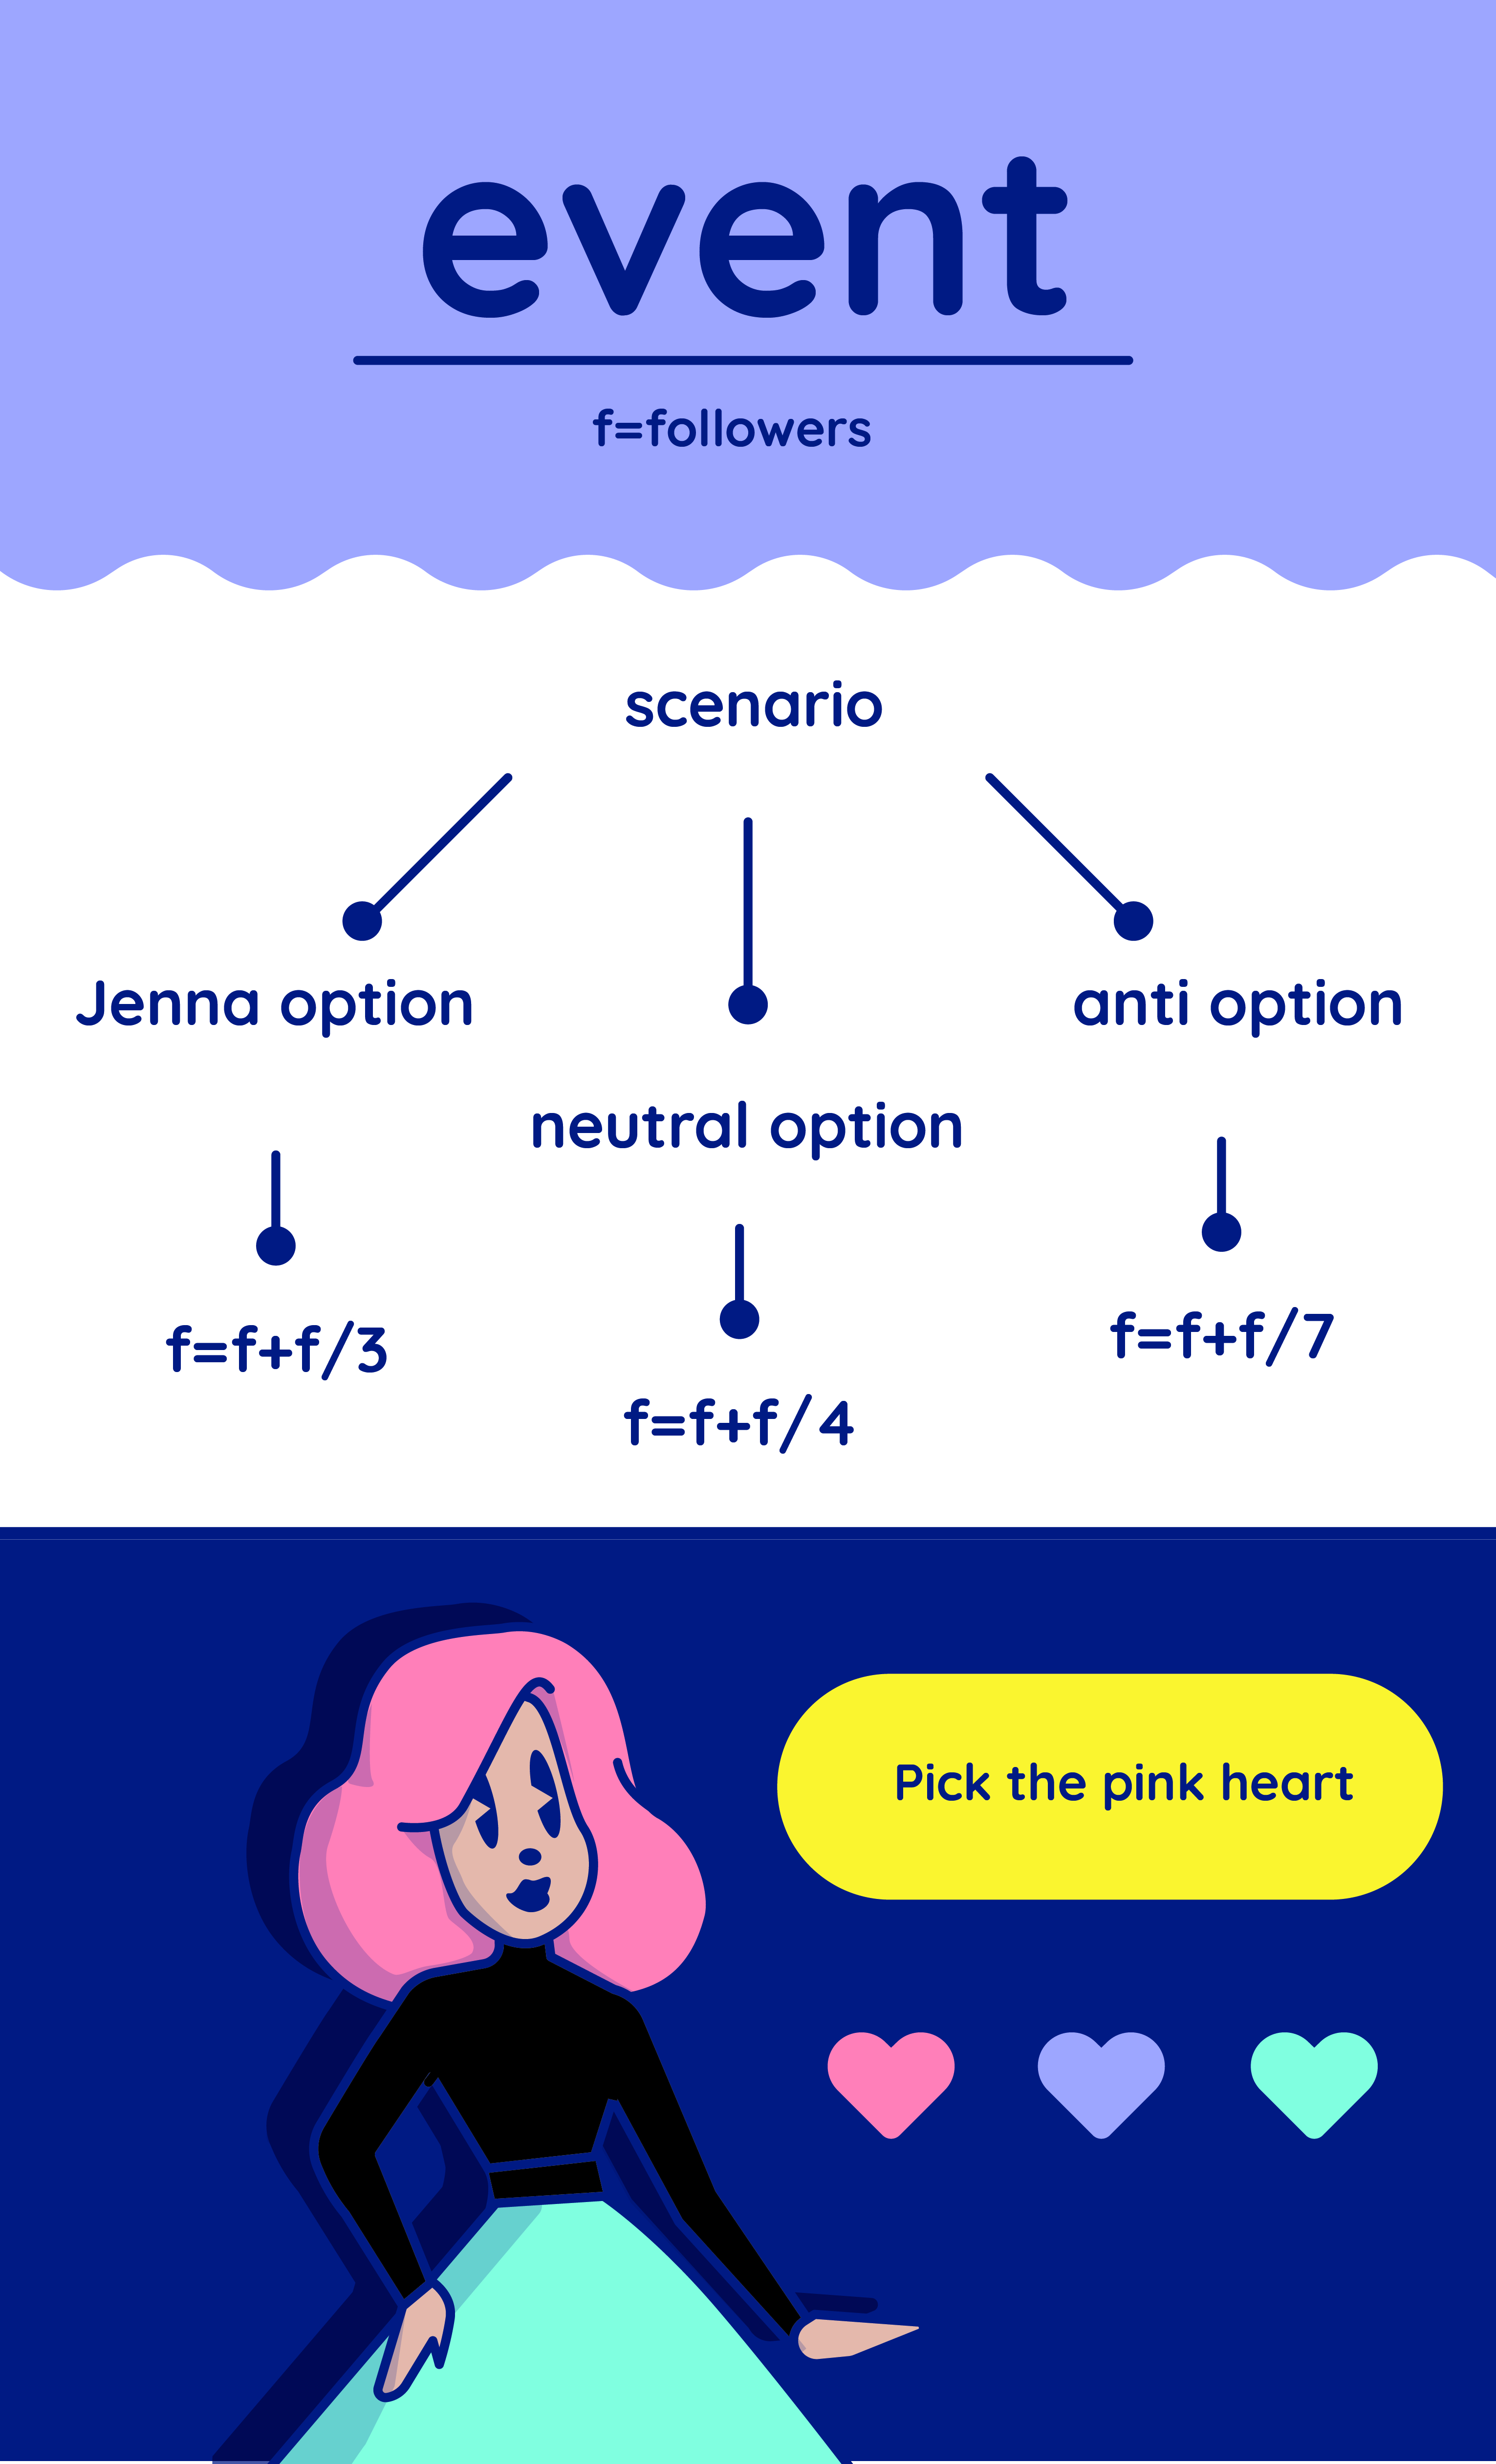 event
f=followers
scenario
Jenna option
anti option
neutral option
f=f+f/3
f=f+f/7
f=f+f/4
Pick the pink heart